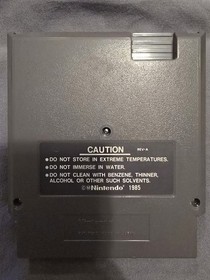 CAUTION REV-A
●DO NOT STORE IN EXTREME TEMPERATURES.
●DO NOT IMMERSE IN WATER.
●DO NOT CLEAN WITH BENZENE, THINNER,
ALCOHOL OR OTHER SUCH SOLVENTS.
©®Nintendo 1985